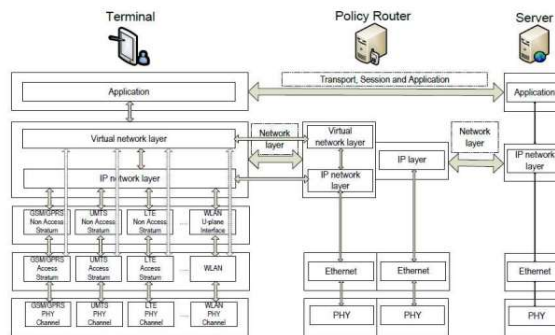 Terminal
Policy Router
Server
Transport, Session and Application
Application
Application
Virtual network layer
Network
layer
Virtual
network layer
Network
layer
IP layer
IP network
layer
IP network layer
IP network
layer
GSM/GPRS
Non Access
Stratum
UMTS
Non Access
Stratum
LTE
Non Access
Stratum
...
WLAN
U-plane
Interface
GSM/GPRS
Access
Stratum
UMTS
Access
Stratum
LTE
Access
Stratum
...
WLAN
Ethernet
Ethernet
Ethernet
GSM/GPRS
PHY
Channel
UMTS
PHY
Channel
LTE
PHY
Channel
...
WLAN
PHY
Channel
PHY
PHY
PHY